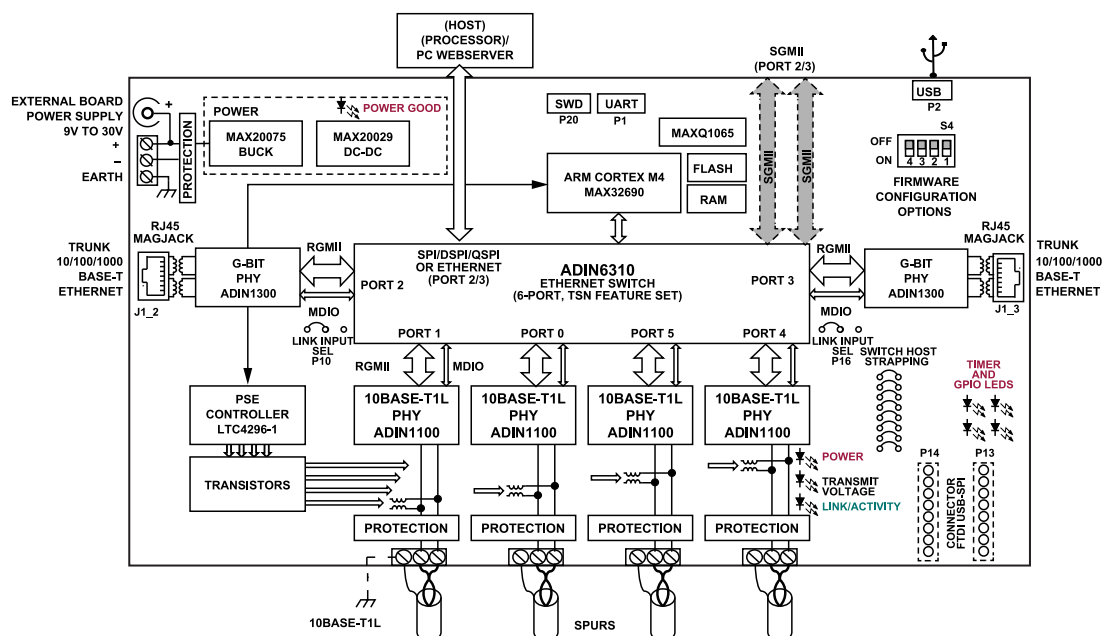 (HOST)
(PROCESSOR)/
PC WEBSERVER
SGMII
(PORT 2/3)
USB
P2
EXTERNAL BOARD
POWER SUPPLY
9V TO 30V
+
+
–
EARTH
PROTECTION
POWER
POWER GOOD
MAX20075
BUCK
MAX20029
DC-DC
SWD
P20
UART
P1
MAXQ1065
FLASH
RAM
ARM CORTEX M4
MAX32690
SGMII
SGMII
S4
OFF
ON
4 3 2 1
FIRMWARE
CONFIGURATION
OPTIONS
RJ45
MAGJACK
TRUNK
10/100/1000
BASE-T
ETHERNET
J1_2
G-BIT
PHY
ADIN1300
RGMII
MDIO
LINK INPUT
SEL
P10
PORT 2
SPI/DSPI/QSPI
OR ETHERNET
(PORT 2/3)
ADIN6310
ETHERNET SWITCH
(6-PORT, TSN FEATURE SET)
PORT 3
PORT 1
PORT 0
PORT 5
PORT 4
RGMII
MDIO
LINK INPUT
SEL
P16
G-BIT
PHY
ADIN1300
RJ45
MAGJACK
J1_3
TRUNK
10/100/1000
BASE-T
ETHERNET
RGMII
MDIO
SWITCH HOST
STRAPPING
TIMER
AND
GPIO LEDS
PSE
CONTROLLER
LTC4296-1
TRANSISTORS
10BASE-T1L
PHY
ADIN1100
10BASE-T1L
PHY
ADIN1100
10BASE-T1L
PHY
ADIN1100
10BASE-T1L
PHY
ADIN1100
POWER
TRANSMIT
VOLTAGE
LINK/ACTIVITY
P14
CONNECTOR
FTDI USB-SPI
P13
PROTECTION
PROTECTION
PROTECTION
PROTECTION
10BASE-T1L
SPURS